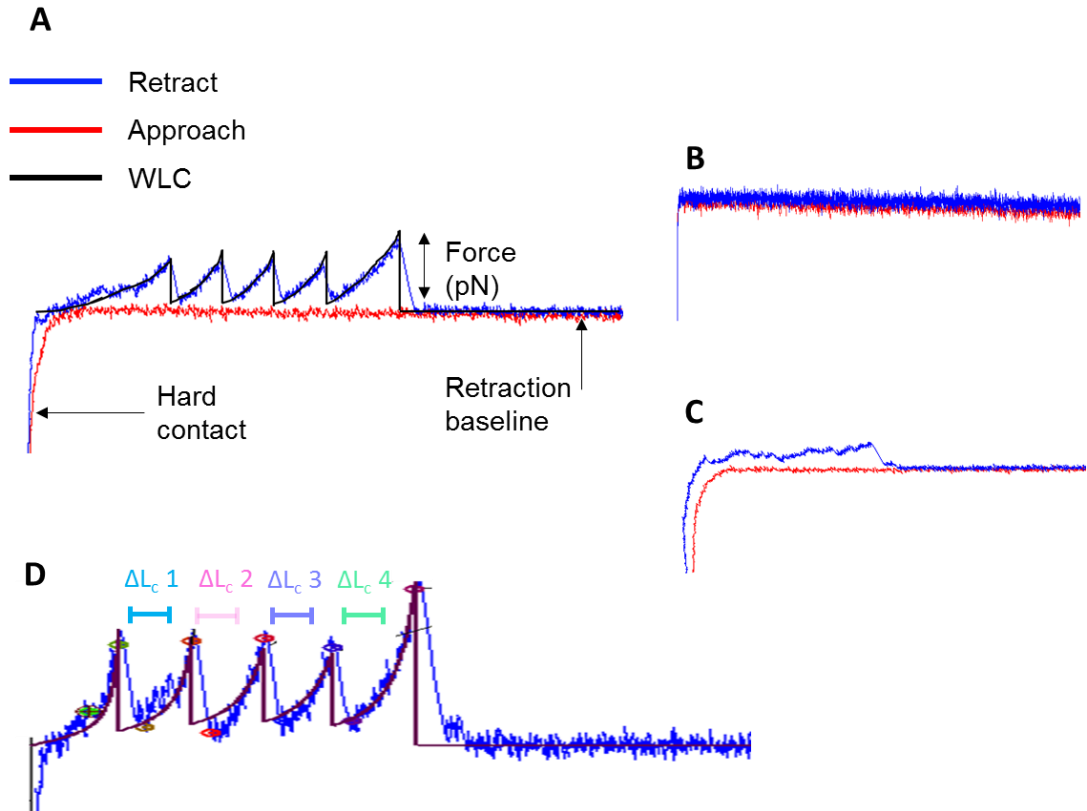 A
Retract
Approach
WLC
Force
(pN)
Hard
contact
Retraction
baseline
B
C
D
ΔLc 1
ΔLc 2
ΔLc 3
ΔLc 4